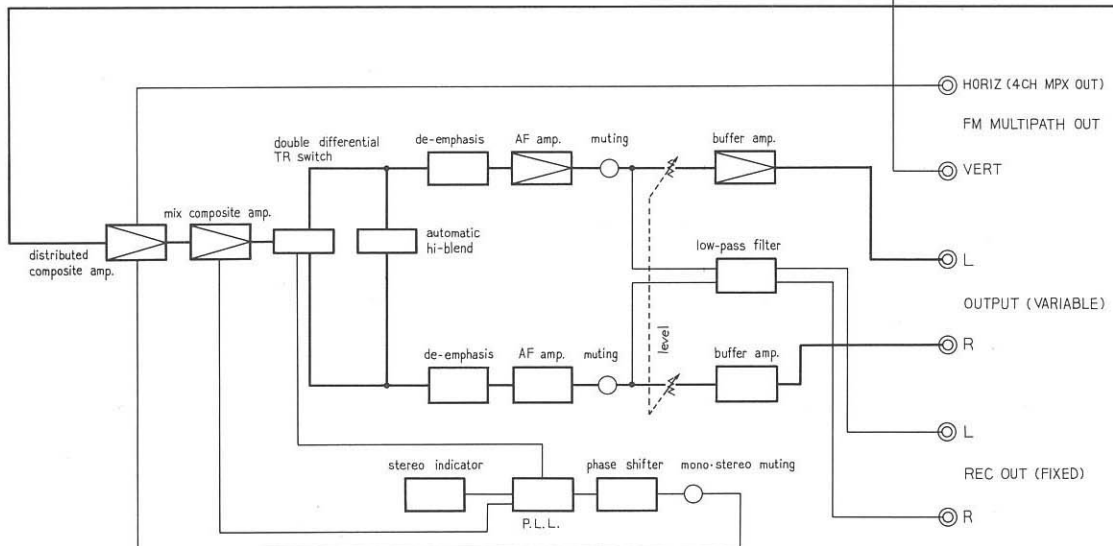 HORIZ (4CH MPX OUT)
FM MULTIPATH OUT
VERT
double differential
TR switch
de-emphasis
AF amp.
muting
buffer amp.
mix composite amp.
distributed
composite amp.
automatic
hi-blend
low-pass filter
L
OUTPUT (VARIABLE)
R
level
de-emphasis
AF amp.
muting
buffer amp.
L
REC OUT (FIXED)
R
stereo indicator
P.L.L.
phase shifter
mono·stereo muting